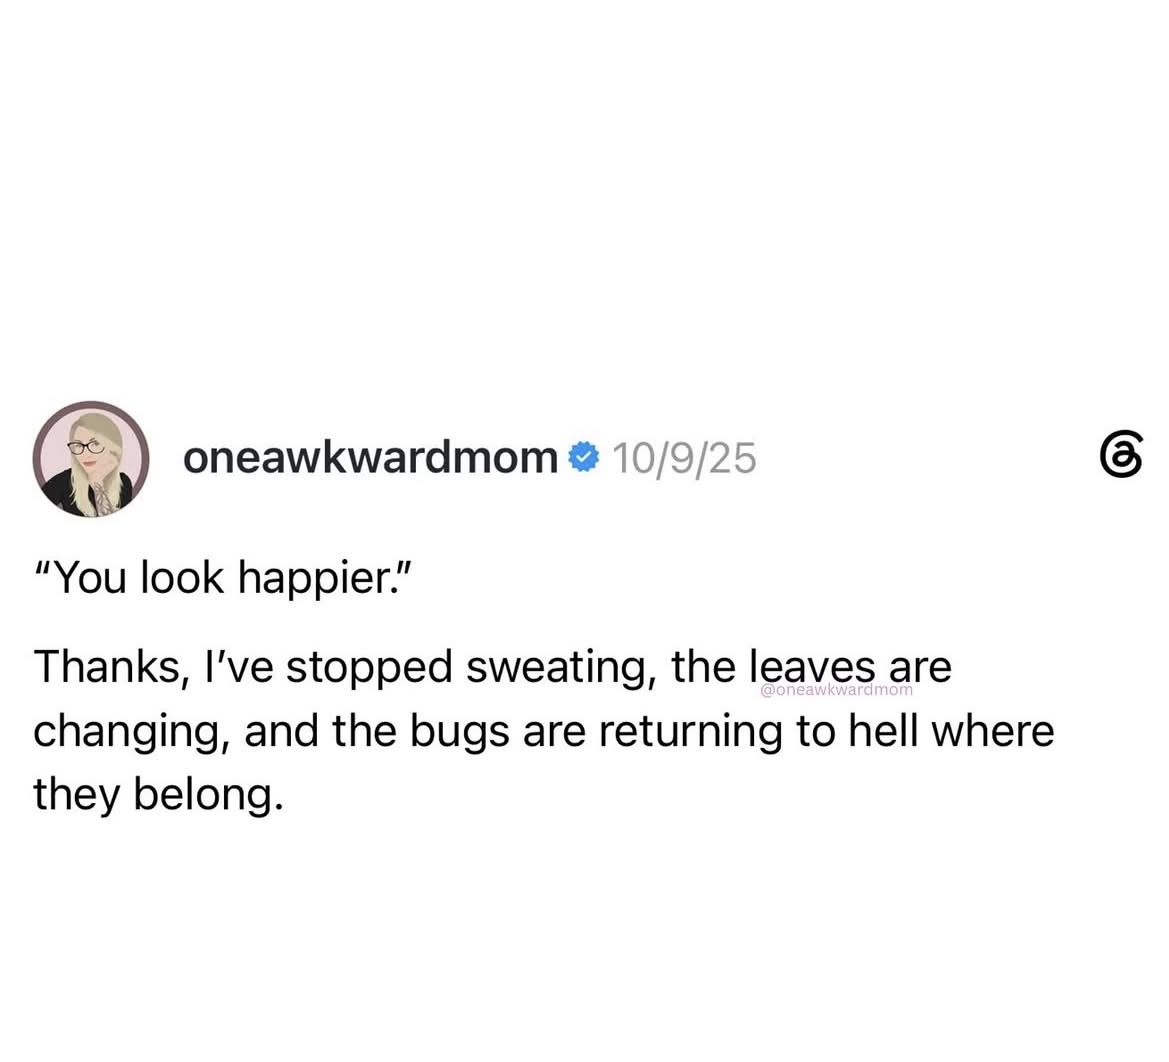 oneawkwardmom 10/9/25
“You look happier.”
Thanks, I’ve stopped sweating, the leaves are
@oneawkwardmom
changing, and the bugs are returning to hell where
they belong.